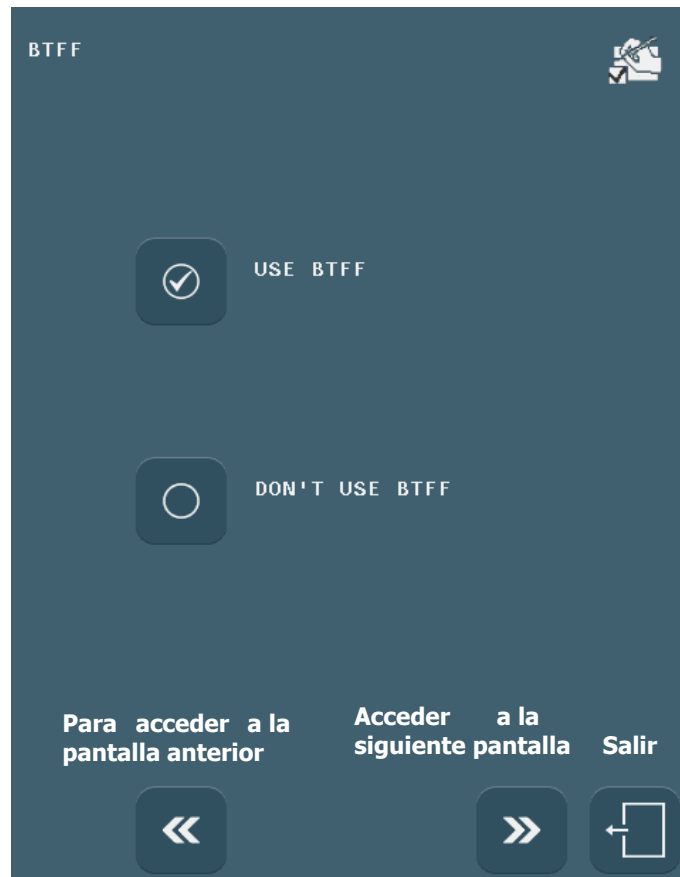 BTFF
USE BTFF
DON'T USE BTFF
Para acceder a la
pantalla anterior
Acceder a la
siguiente pantalla
Salir